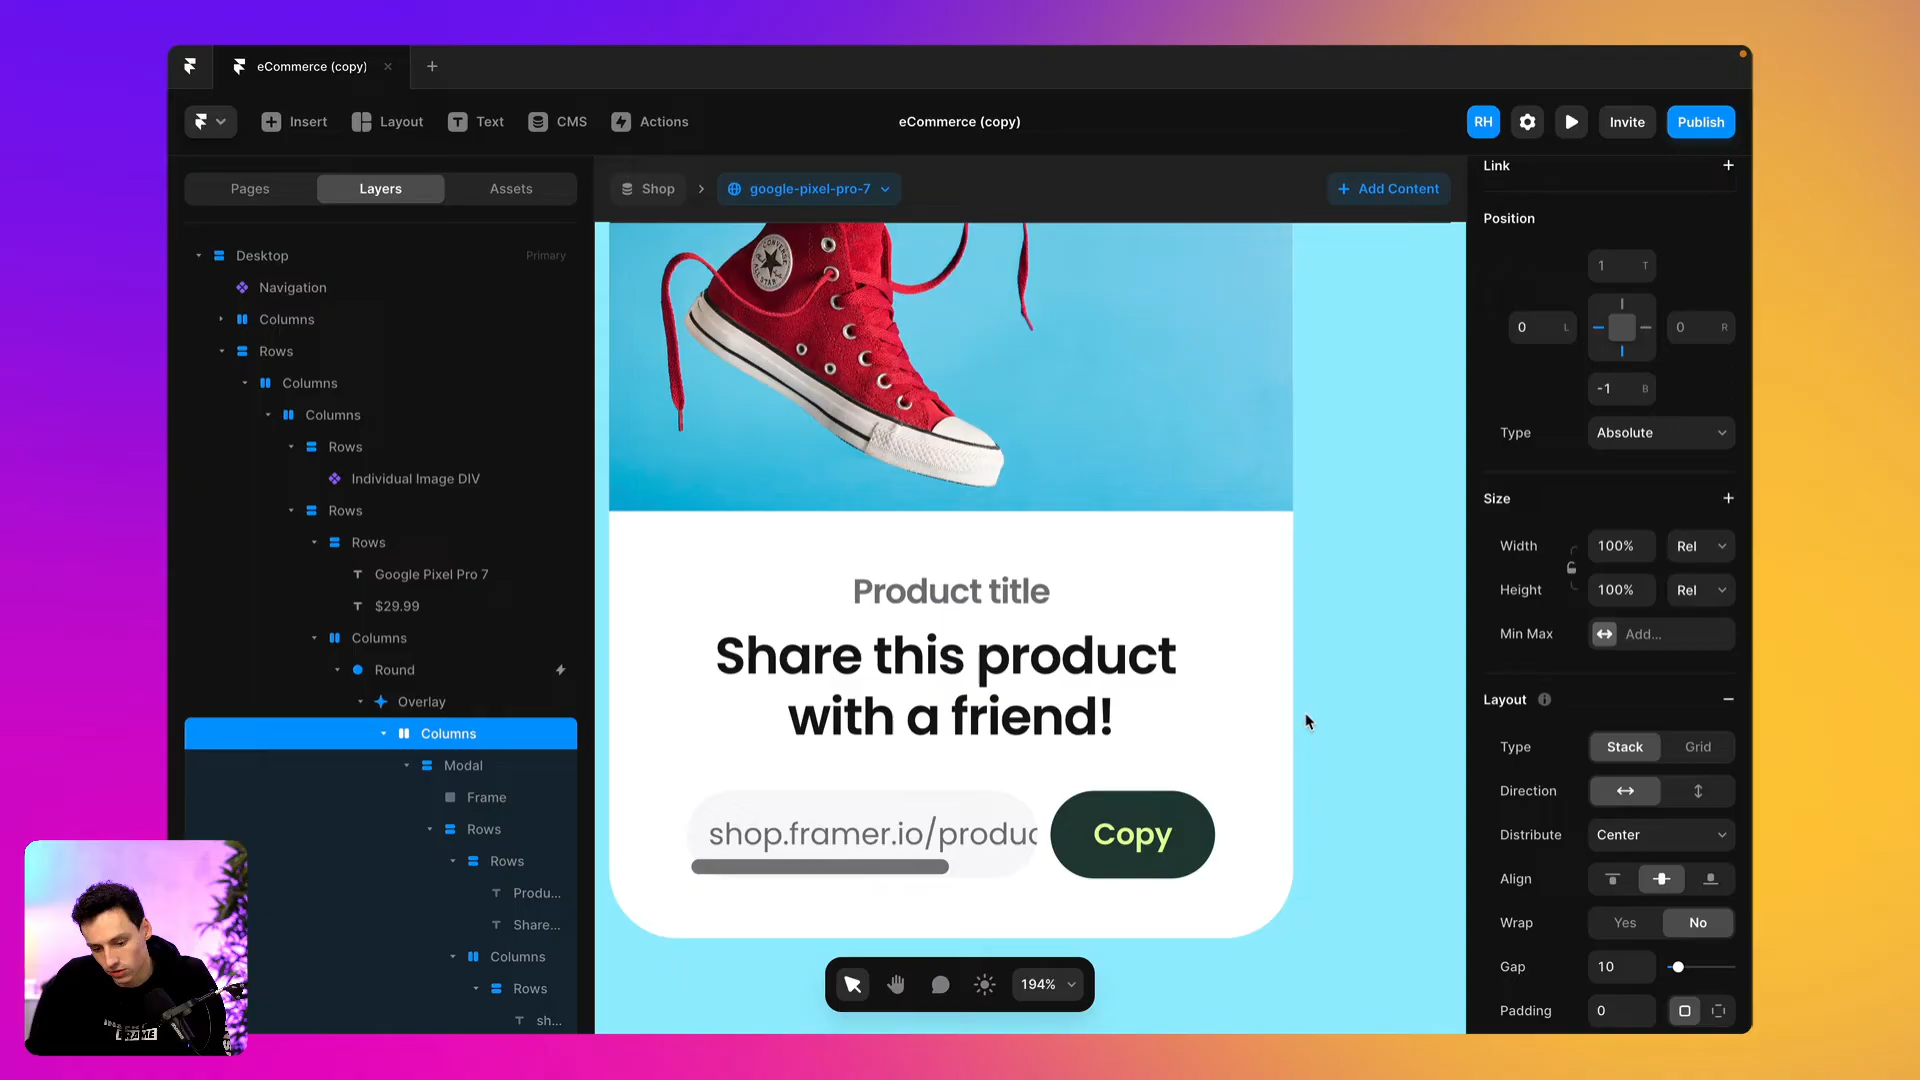 eCommerce (copy)
Insert
Layout
Text
CMS
Actions
eCommerce (copy)
RH
Invite
Publish
Pages
Layers
Assets
Shop
google-pixel-pro-7
Add Content
Desktop
Primary
Navigation
Columns
Rows
Columns
Columns
Rows
Individual Image DIV
Rows
Rows
Google Pixel Pro 7
$29.99
Columns
Round
Overlay
Columns
Modal
Frame
Rows
Rows
Produ...
Share...
Columns
Rows
sh...
CONVERSE
ALL STAR
Product title
Share this product
with a friend!
shop.framer.io/produc
Copy
194%
Link
Position
1 T
0 L
0 R
-1 B
Type
Absolute
Size
Width
100%
Rel
Height
100%
Rel
Min Max
Add...
Layout
Type
Stack
Grid
Direction
Distribute
Center
Align
Wrap
Yes
No
Gap
10
Padding
0
FRAME